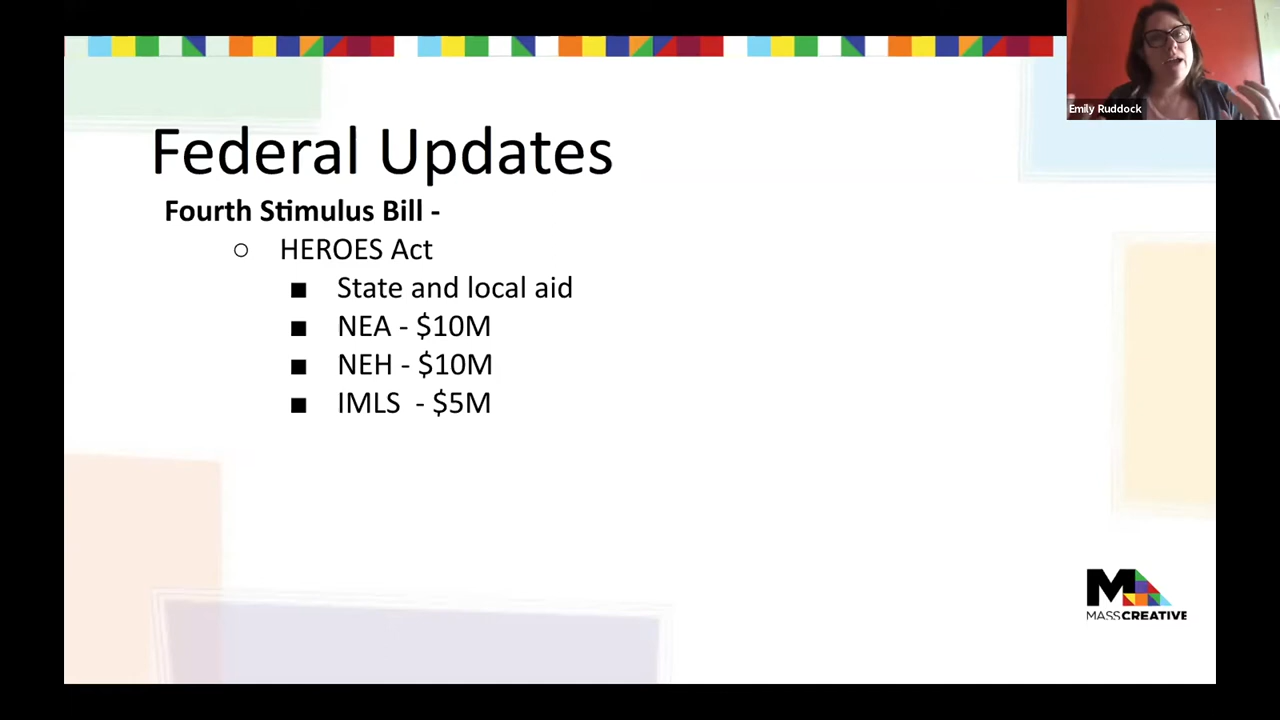 Emily Ruddock
Federal Updates
Fourth Stimulus Bill -
○ HEROES Act
■ State and local aid
■ NEA - $10M
■ NEH - $10M
■ IMLS - $5M
M
MASSCREATIVE